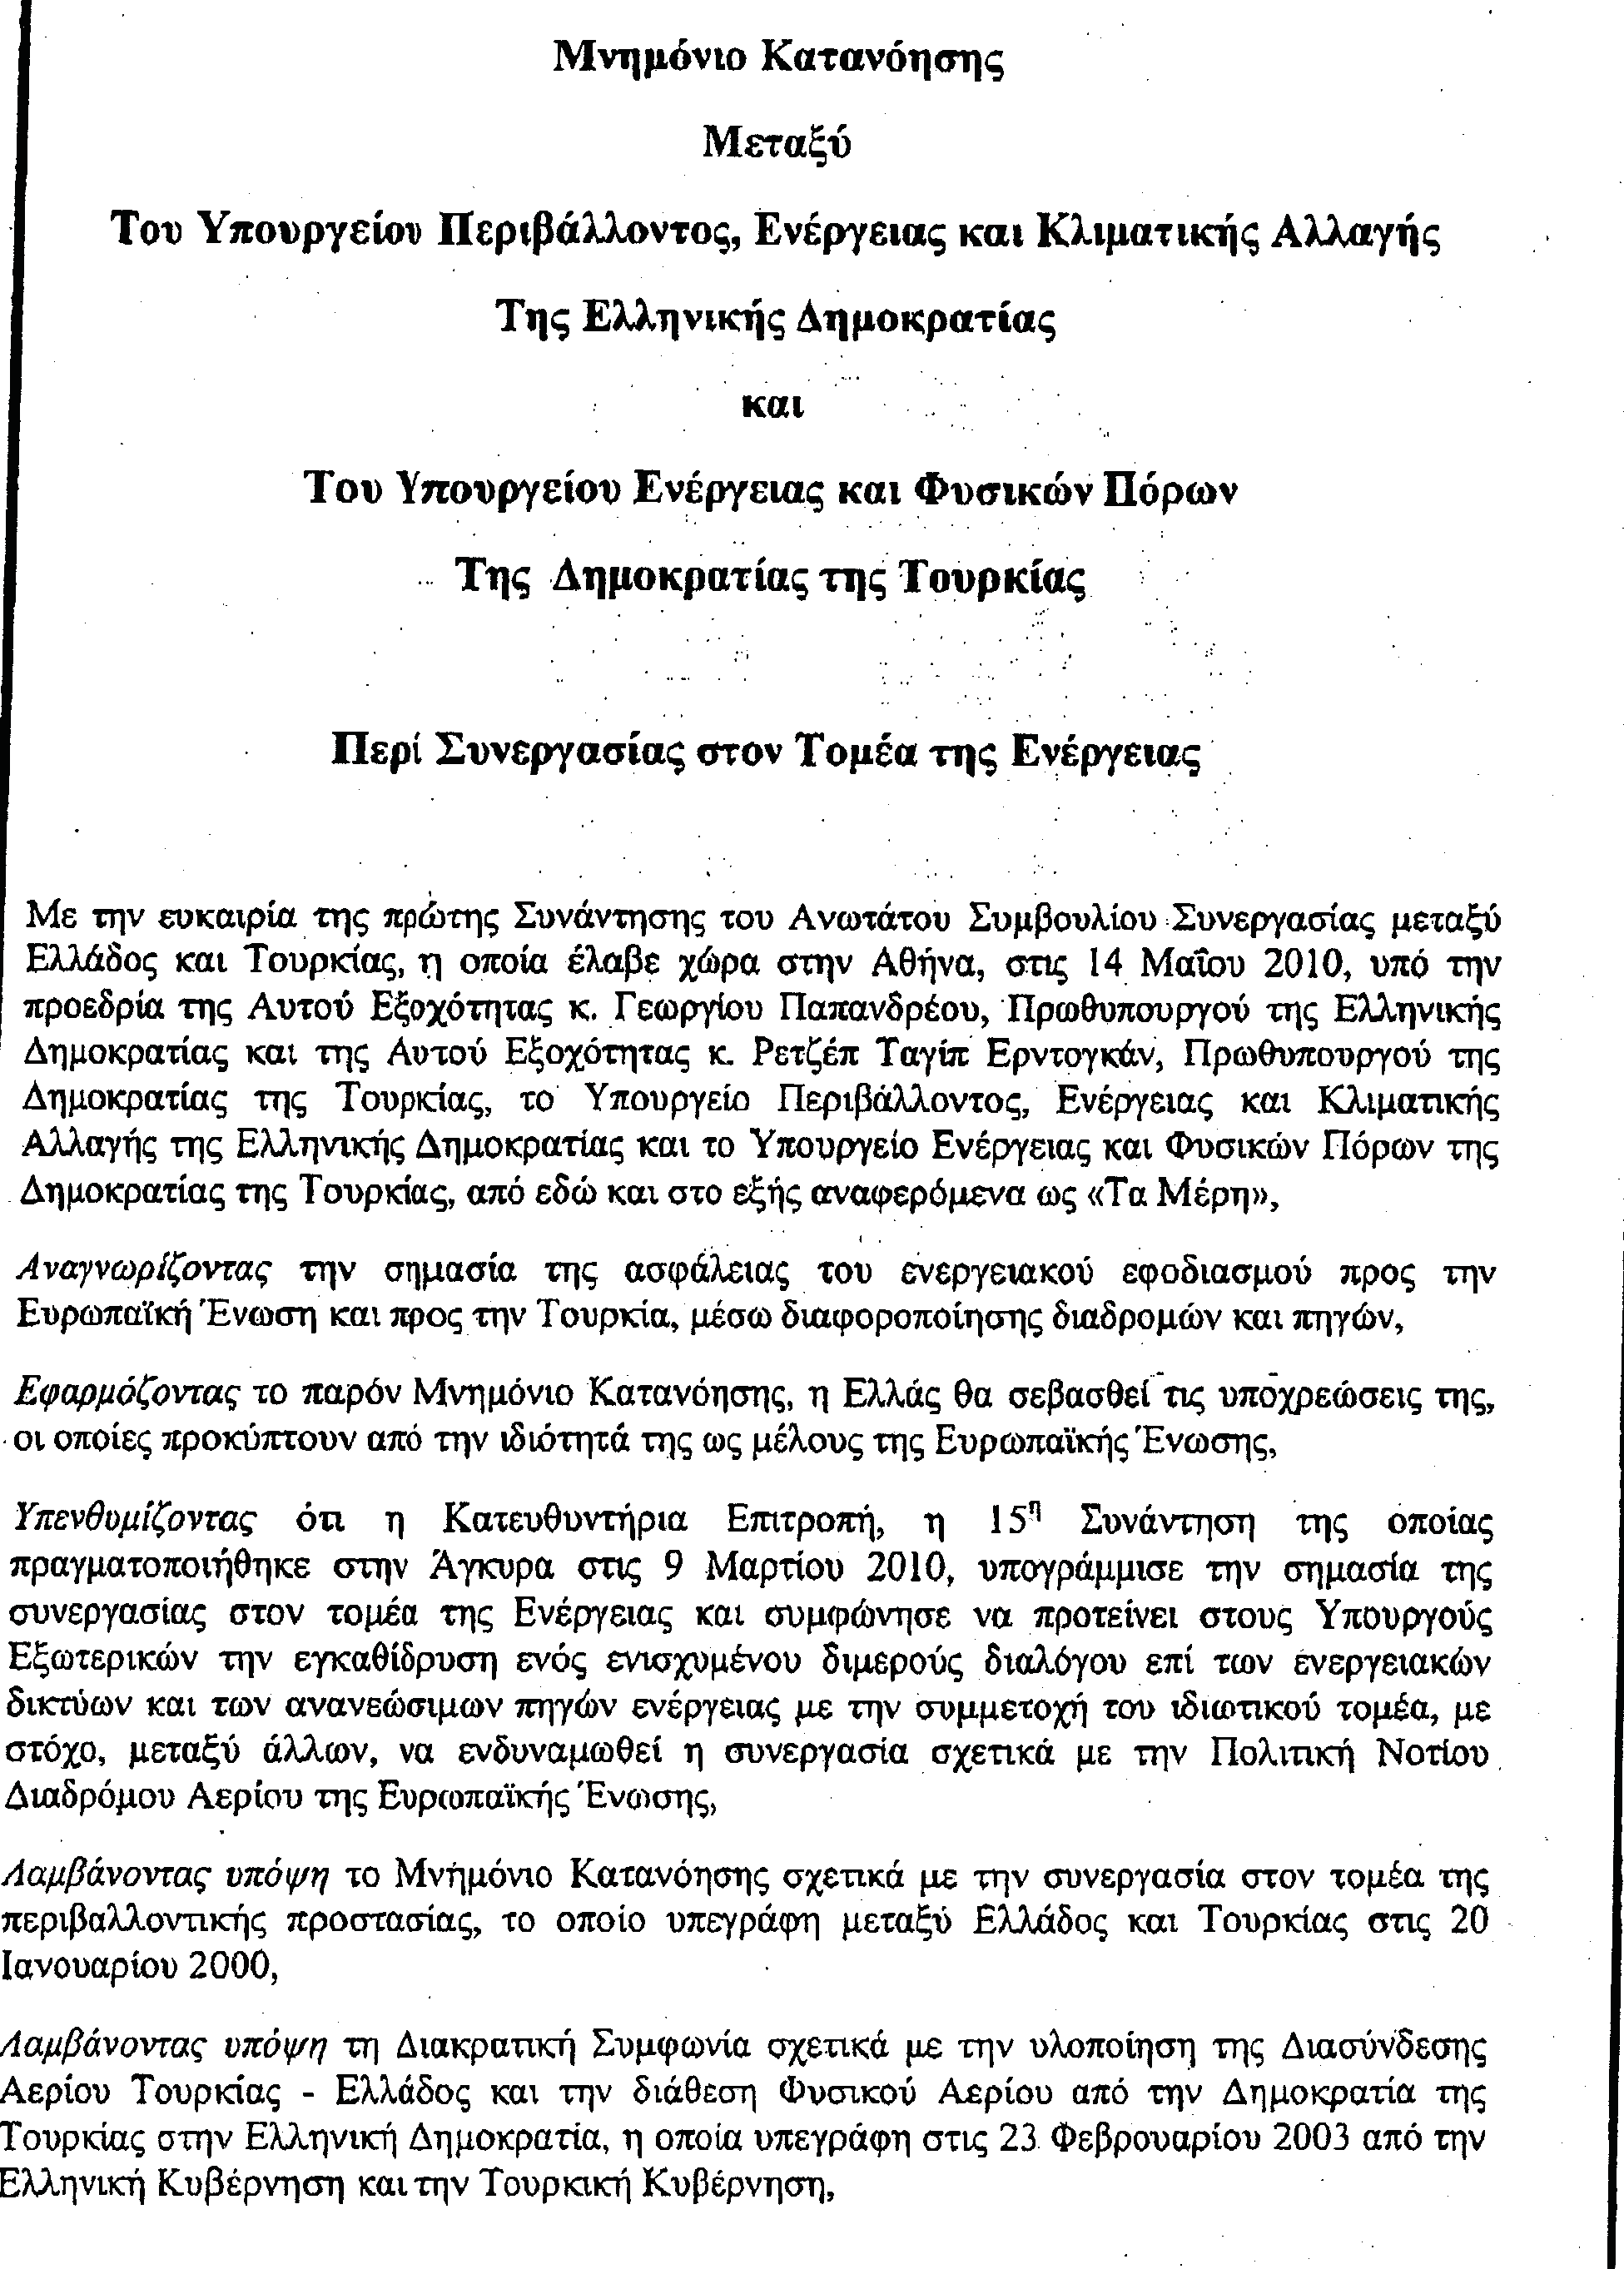 Μνημόνιο Κατανόησης
Μεταξύ
Του Υπουργείου Περιβάλλοντος, Ενέργειας και Κλιματικής Αλλαγής
Της Ελληνικής Δημοκρατίας
και
Του Υπουργείου Ενέργειας και Φυσικών Πόρων
Της Δημοκρατίας της Τουρκίας
Περί Συνεργασίας στον Τομέα της Ενέργειας
Με την ευκαιρία της πρώτης Συνάντησης του Ανωτάτου Συμβουλίου Συνεργασίας μεταξύ
Ελλάδος και Τουρκίας, η οποία έλαβε χώρα στην Αθήνα, στις 14 Μαΐου 2010, υπό την
προεδρία της Αυτού Εξοχότητας κ. Γεωργίου Παπανδρέου, Πρωθυπουργού της Ελληνικής
Δημοκρατίας και της Αυτού Εξοχότητας κ. Ρετζέπ Ταγίπ Ερντογκάν, Πρωθυπουργού της
Δημοκρατίας της Τουρκίας, το Υπουργείο Περιβάλλοντος, Ενέργειας και Κλιματικής
Αλλαγής της Ελληνικής Δημοκρατίας και το Υπουργείο Ενέργειας και Φυσικών Πόρων της
Δημοκρατίας της Τουρκίας, από εδώ και στο εξής αναφερόμενα ως «Τα Μέρη»,
Αναγνωρίζοντας την σημασία της ασφάλειας του ενεργειακού εφοδιασμού προς την
Ευρωπαϊκή Ένωση και προς την Τουρκία, μέσω διαφοροποίησης διαδρομών και πηγών,
Εφαρμόζοντας το παρόν Μνημόνιο Κατανόησης, η Ελλάς θα σεβασθεί τις υποχρεώσεις της,
οι οποίες προκύπτουν από την ιδιότητά της ως μέλους της Ευρωπαϊκής Ένωσης,
Υπενθυμίζοντας ότι η Κατευθυντήρια Επιτροπή, η 15η Συνάντηση της οποίας
πραγματοποιήθηκε στην Άγκυρα στις 9 Μαρτίου 2010, υπογράμμισε την σημασία της
συνεργασίας στον τομέα της Ενέργειας και συμφώνησε να προτείνει στους Υπουργούς
Εξωτερικών την εγκαθίδρυση ενός ενισχυμένου διμερούς διαλόγου επί των ενεργειακών
δικτύων και των ανανεώσιμων πηγών ενέργειας με την συμμετοχή του ιδιωτικού τομέα, με
στόχο, μεταξύ άλλων, να ενδυναμωθεί η συνεργασία σχετικά με την Πολιτική Νοτίου
Διαδρόμου Αερίου της Ευρωπαϊκής Ένωσης,
Λαμβάνοντας υπόψη το Μνημόνιο Κατανόησης σχετικά με την συνεργασία στον τομέα της
περιβαλλοντικής προστασίας, το οποίο υπεγράφη μεταξύ Ελλάδος και Τουρκίας στις 20
Ιανουαρίου 2000,
Λαμβάνοντας υπόψη τη Διακρατική Συμφωνία σχετικά με την υλοποίηση της Διασύνδεσης
Αερίου Τουρκίας - Ελλάδος και την διάθεση Φυσικού Αερίου από την Δημοκρατία της
Τουρκίας στην Ελληνική Δημοκρατία, η οποία υπεγράφη στις 23 Φεβρουαρίου 2003 από την
Ελληνική Κυβέρνηση και την Τουρκική Κυβέρνηση,